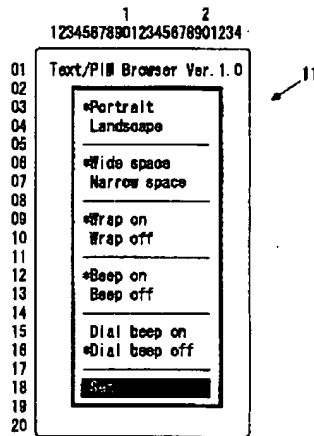 1 2
123456789012345678901234
11
01 Text/PIM Browser Ver.1.0
02
03 *Portrait
04 Landscape
05
06 *Wide space
07 Narrow space
08
09 *Wrap on
10 Wrap off
11
12 *Beep on
13 Beep off
14
15 Dial beep on
16 *Dial beep off
17
18 Set
19
20